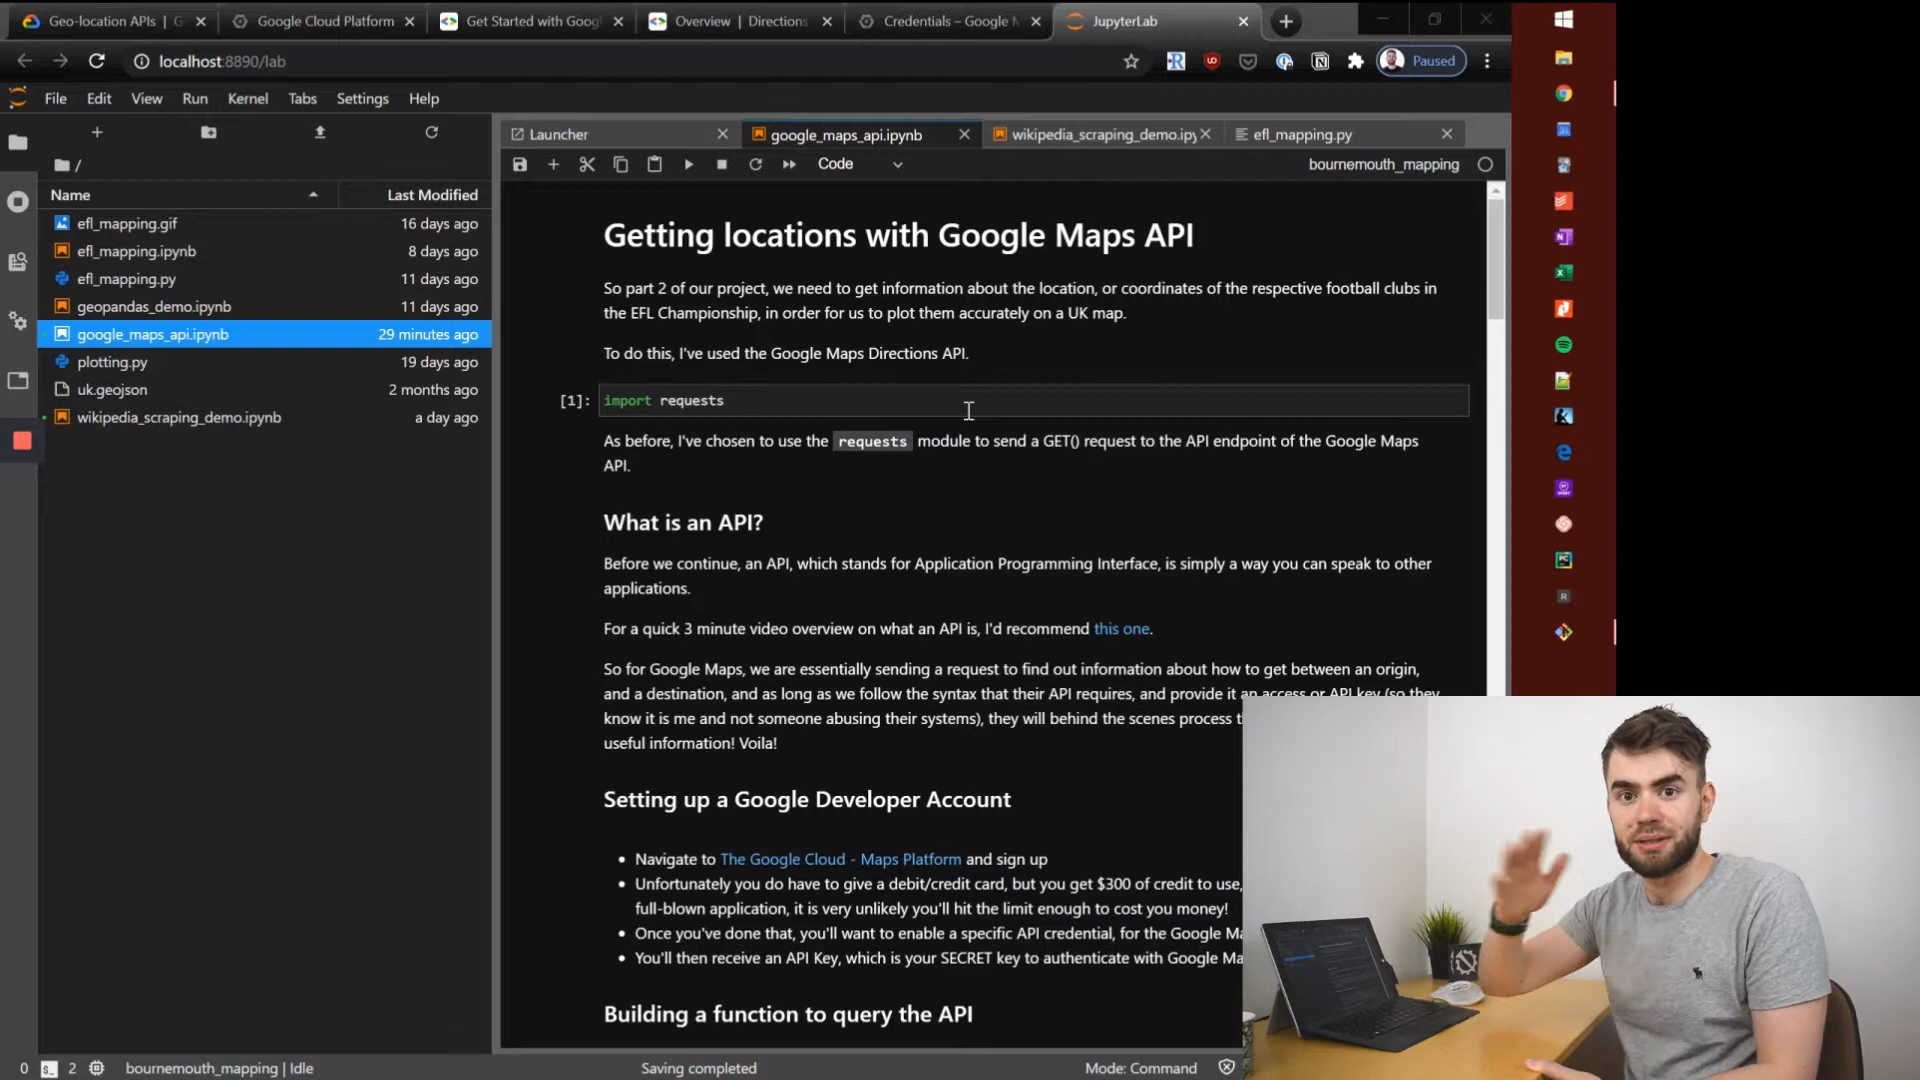 Geo-location APIs | G
Google Cloud Platform
Get Started with Googl
Overview | Directions
Credentials – Google M
JupyterLab
localhost:8890/lab
Paused
File Edit View Run Kernel Tabs Settings Help
Launcher
google_maps_api.ipynb
wikipedia_scraping_demo.ipy
efl_mapping.py
/
Code
bournemouth_mapping
Name Last Modified
efl_mapping.gif 16 days ago
efl_mapping.ipynb 8 days ago
efl_mapping.py 11 days ago
geopandas_demo.ipynb 11 days ago
google_maps_api.ipynb 29 minutes ago
plotting.py 19 days ago
uk.geojson 2 months ago
wikipedia_scraping_demo.ipynb a day ago
Getting locations with Google Maps API
So part 2 of our project, we need to get information about the location, or coordinates of the respective football clubs in
the EFL Championship, in order for us to plot them accurately on a UK map.
To do this, I've used the Google Maps Directions API.
[1]: import requests
As before, I've chosen to use the requests module to send a GET() request to the API endpoint of the Google Maps
API.
What is an API?
Before we continue, an API, which stands for Application Programming Interface, is simply a way you can speak to other
applications.
For a quick 3 minute video overview on what an API is, I'd recommend this one.
So for Google Maps, we are essentially sending a request to find out information about how to get between an origin,
and a destination, and as long as we follow the syntax that their API requires, and provide it an access or API key (so they
know it is me and not someone abusing their systems), they will behind the scenes process t
useful information! Voila!
Setting up a Google Developer Account
• Navigate to The Google Cloud - Maps Platform and sign up
• Unfortunately you do have to give a debit/credit card, but you get $300 of credit to use,
full-blown application, it is very unlikely you'll hit the limit enough to cost you money!
• Once you've done that, you'll want to enable a specific API credential, for the Google Ma
• You'll then receive an API Key, which is your SECRET key to authenticate with Google Ma
Building a function to query the API
0 2 bournemouth_mapping | Idle
Saving completed
Mode: Command